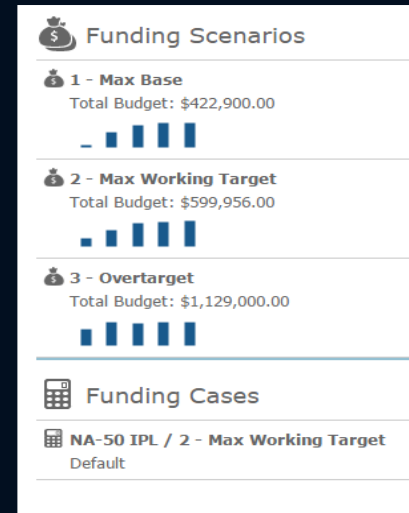 Funding Scenarios
1 - Max Base
Total Budget: $422,900.00
2 - Max Working Target
Total Budget: $599,956.00
3 - Overtarget
Total Budget: $1,129,000.00
Funding Cases
NA-50 IPL / 2 - Max Working Target
Default